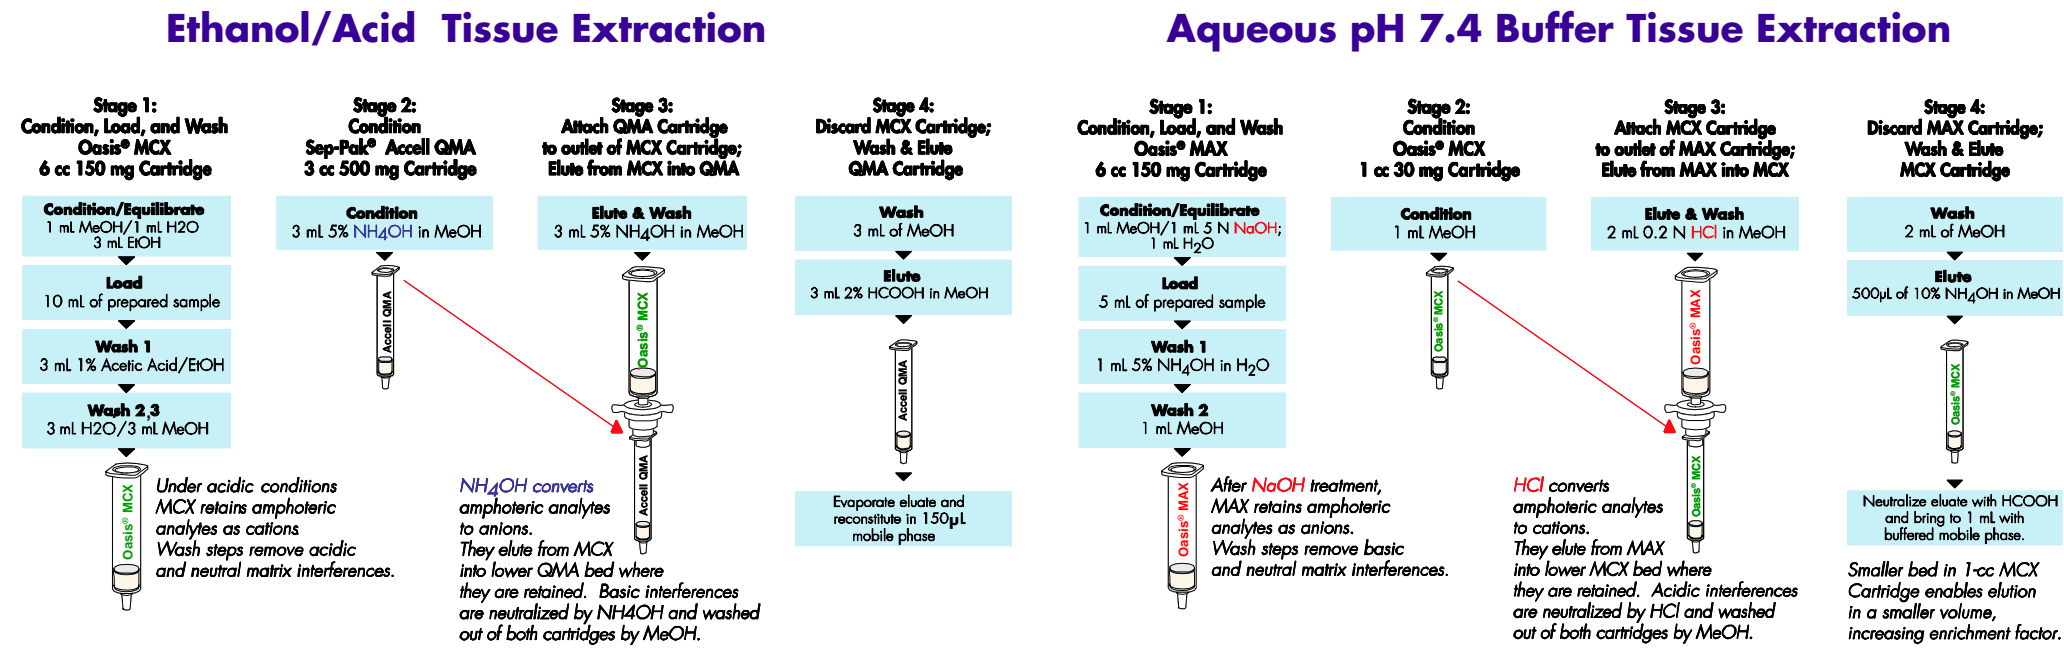 Ethanol/Acid Tissue Extraction
Stage 1:
Condition, Load, and Wash
Oasis® MCX
6 cc 150 mg Cartridge
Condition/Equilibrate
1 mL MeOH/1 mL H2O
3 mL EtOH
Load
10 mL of prepared sample
Wash 1
3 mL 1% Acetic Acid/EtOH
Wash 2,3
3 mL H2O/3 mL MeOH
Oasis® MCX
Under acidic conditions
MCX retains amphoteric
analytes as cations
Wash steps remove acidic
and neutral matrix interferences.
Stage 2:
Condition
Sep-Pak® Accell QMA
3 cc 500 mg Cartridge
Condition
3 mL 5% NH4OH in MeOH
Accell QMA
Stage 3:
Attach QMA Cartridge
to outlet of MCX Cartridge;
Elute from MCX into QMA
Elute & Wash
3 mL 5% NH4OH in MeOH
Oasis® MCX
Accell QMA
NH4OH converts
amphoteric analytes
to anions.
They elute from MCX
into lower QMA bed where
they are retained. Basic interferences
are neutralized by NH4OH and washed
out of both cartridges by MeOH.
Stage 4:
Discard MCX Cartridge;
Wash & Elute
QMA Cartridge
Wash
3 mL of MeOH
Elute
3 mL 2% HCOOH in MeOH
Accell QMA
Evaporate eluate and
reconstitute in 150µL
mobile phase
Aqueous pH 7.4 Buffer Tissue Extraction
Stage 1:
Condition, Load, and Wash
Oasis® MAX
6 cc 150 mg Cartridge
Condition/Equilibrate
1 mL MeOH/1 mL 5 N NaOH;
1 mL H2O
Load
5 mL of prepared sample
Wash 1
1 mL 5% NH4OH in H2O
Wash 2
1 mL MeOH
Oasis® MAX
After NaOH treatment,
MAX retains amphoteric
analytes as anions.
Wash steps remove basic
and neutral matrix interferences.
Stage 2:
Condition
Oasis® MCX
1 cc 30 mg Cartridge
Condition
1 mL MeOH
Oasis® MCX
Stage 3:
Attach MCX Cartridge
to outlet of MAX Cartridge;
Elute from MAX into MCX
Elute & Wash
2 mL 0.2 N HCl in MeOH
Oasis® MAX
Oasis® MCX
HCl converts
amphoteric analytes
to cations.
They elute from MAX
into lower MCX bed where
they are retained. Acidic interferences
are neutralized by HCl and washed
out of both cartridges by MeOH.
Stage 4:
Discard MAX Cartridge;
Wash & Elute
MCX Cartridge
Wash
2 mL of MeOH
Elute
500µL of 10% NH4OH in MeOH
Oasis® MCX
Neutralize eluate with HCOOH
and bring to 1 mL with
buffered mobile phase.
Smaller bed in 1-cc MCX
Cartridge enables elution
in a smaller volume,
increasing enrichment factor.